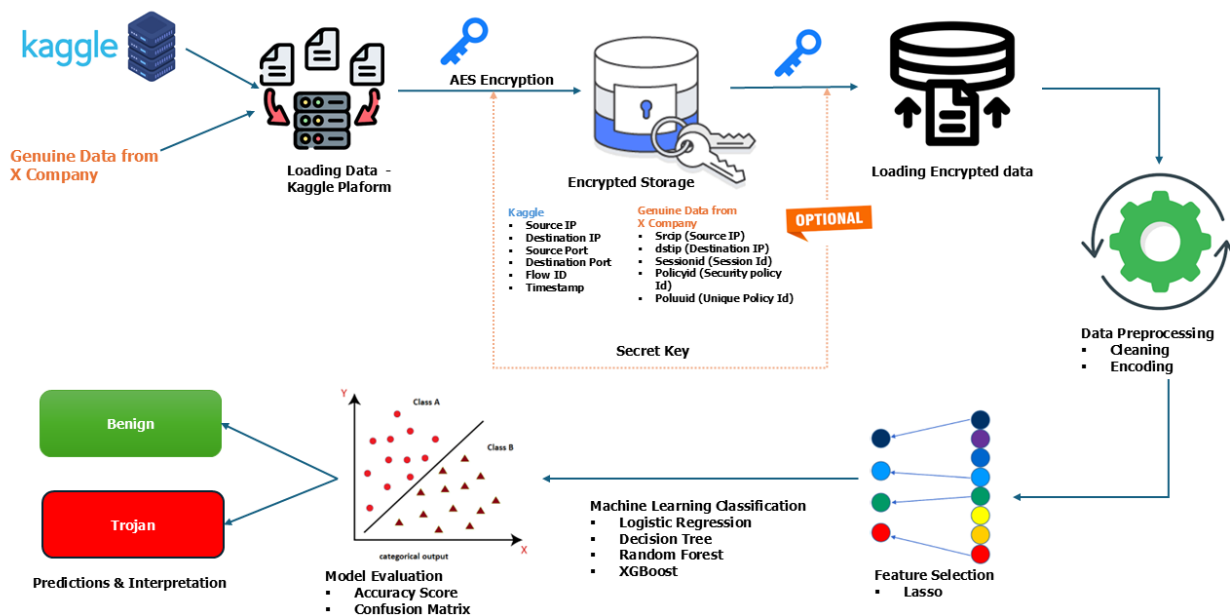 kaggle
Genuine Data from
X Company
Loading Data -
Kaggle Plaform
AES Encryption
Encrypted Storage
Loading Encrypted data
Kaggle
▪ Source IP
▪ Destination IP
▪ Source Port
▪ Destination Port
▪ Flow ID
▪ Timestamp
Genuine Data from
X Company
▪ Srcip (Source IP)
▪ dstip (Destination IP)
▪ Sessionid (Session Id)
▪ Policyid (Security policy
Id)
▪ Poluuid (Unique Policy Id)
OPTIONAL
Secret Key
Data Preprocessing
▪ Cleaning
▪ Encoding
Feature Selection
▪ Lasso
Machine Learning Classification
▪ Logistic Regression
▪ Decision Tree
▪ Random Forest
▪ XGBoost
Y
Class A
Class B
X
categorical output
Model Evaluation
▪ Accuracy Score
▪ Confusion Matrix
Benign
Trojan
Predictions & Interpretation